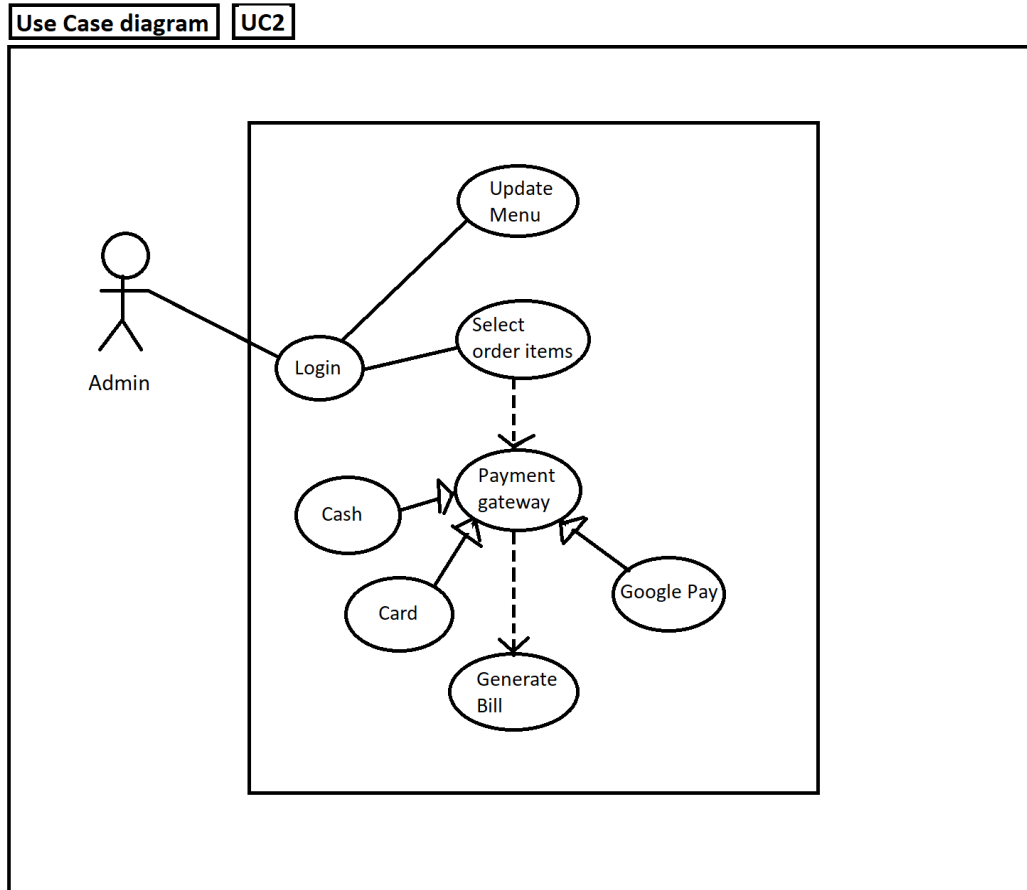 Use Case diagram UC2
Update
Menu
Select
order items
Login
Admin
Payment
gateway
Cash
Google Pay
Card
Generate
Bill